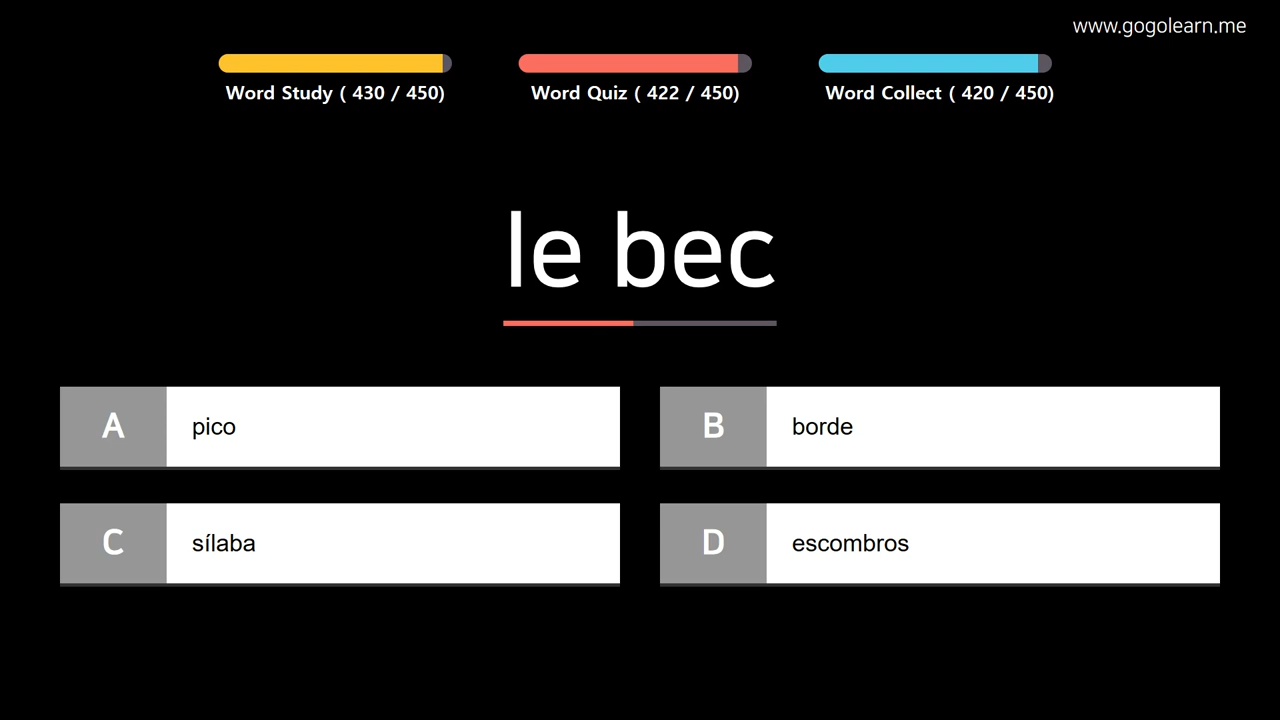 www.gogolearn.me
Word Study ( 430 / 450)
Word Quiz ( 422 / 450)
Word Collect ( 420 / 450)
le bec
A pico
B borde
C sílaba
D escombros